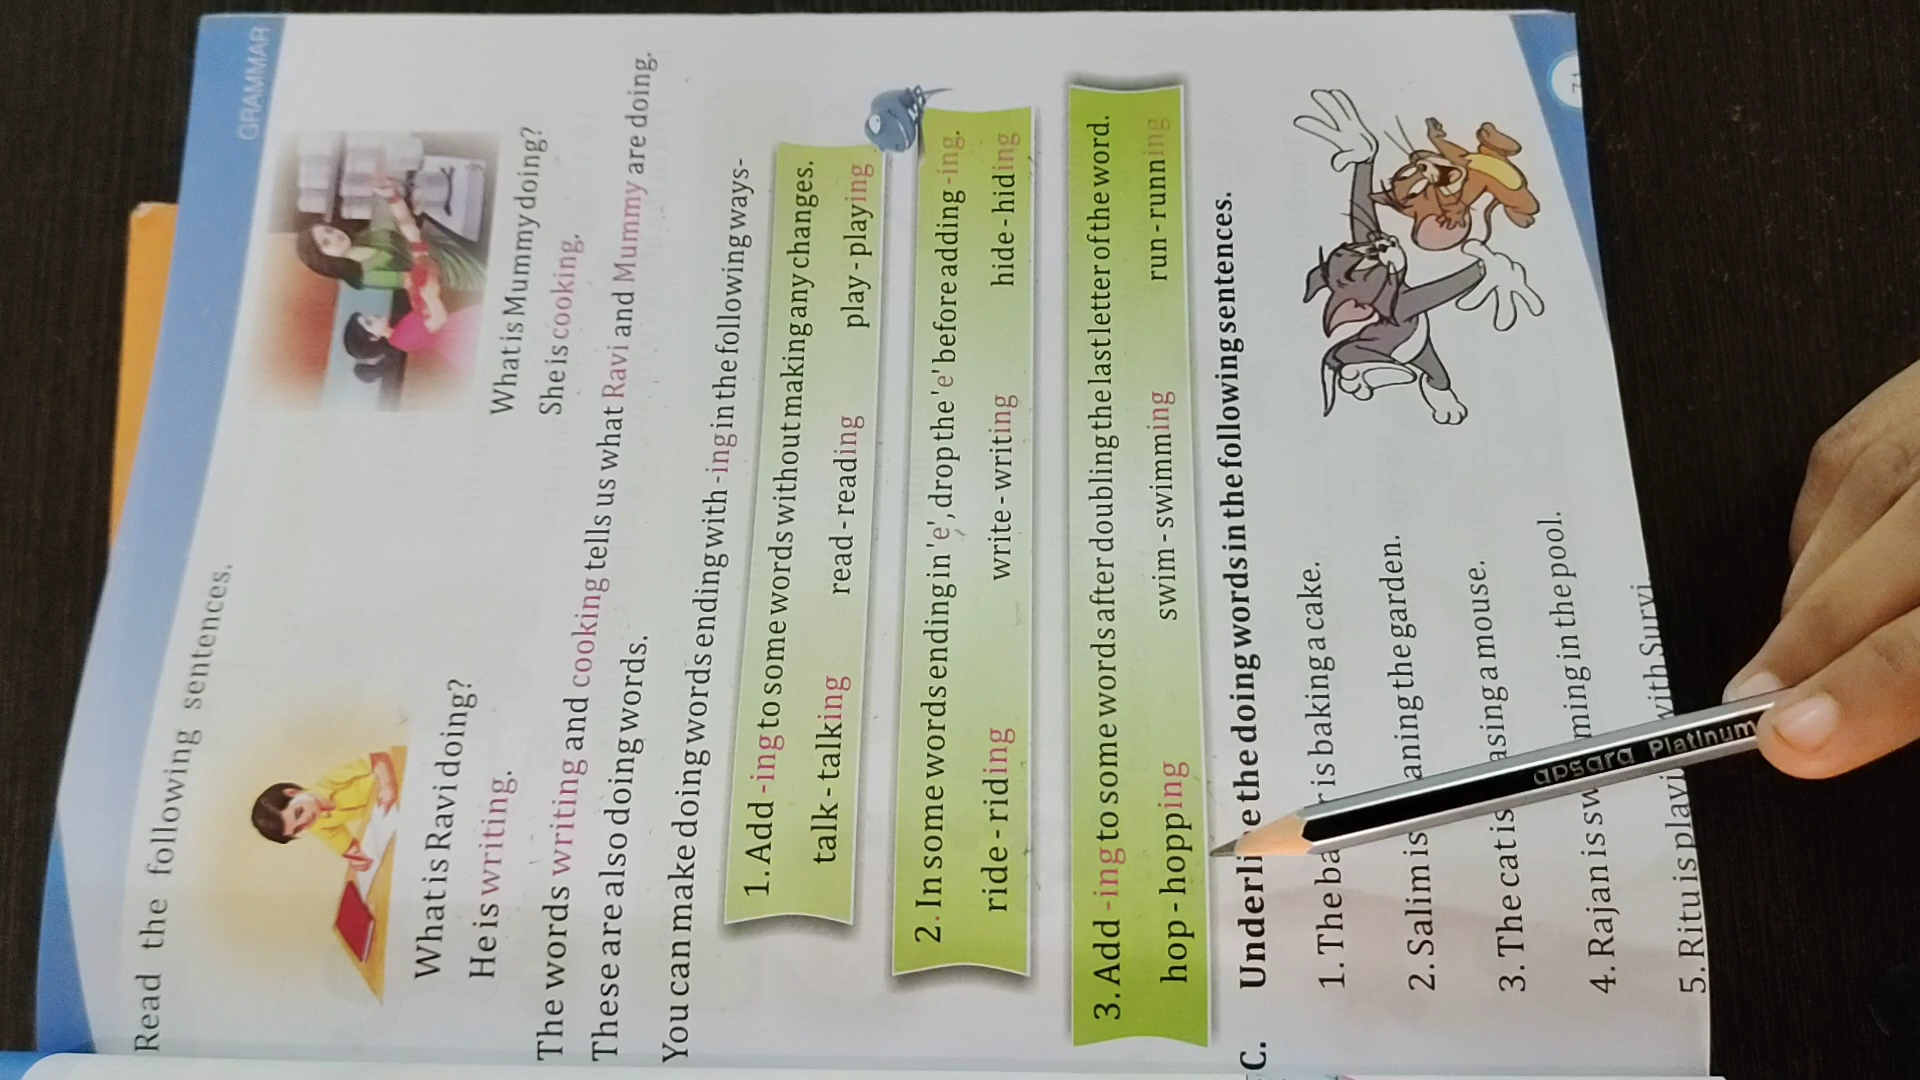 GRAMMAR
Read the following sentences.
What is Ravi doing?
He is writing.
What is Mummy doing?
She is cooking.
The words writing and cooking tells us what Ravi and Mummy are doing.
These are also doing words.
You can make doing words ending with -ing in the following ways-
1. Add -ing to some words without making any changes.
talk - talking read - reading play - playing
2. In some words ending in 'e', drop the 'e' before adding -ing.
ride - riding write - writing hide - hiding
3. Add -ing to some words after doubling the last letter of the word.
hop - hopping swim - swimming run - running
C. Underli e the doing words in the following sentences.
1. The ba r is baking a cake.
2. Salim is aning the garden.
3. The cat is asing a mouse.
4. Rajan is sw ming in the pool.
5. Ritu is playi with Survi
apsara Platinum